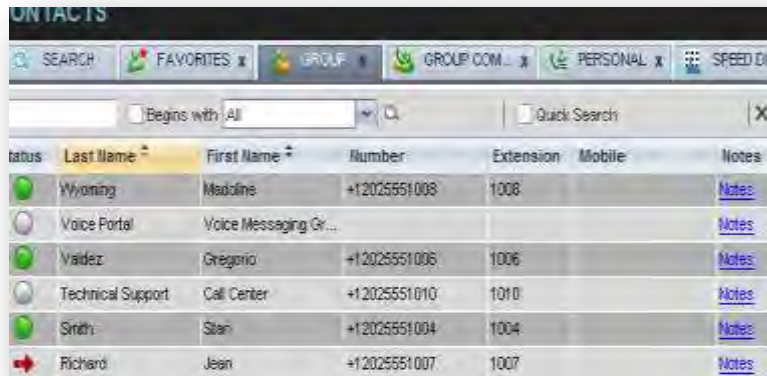 CONTACTS
SEARCH FAVORITES x GROUP x GROUP COM... x PERSONAL x SPEED DI
Begins with All Quick Search X
tatus Last Name First Name Number Extension Mobile Notes
Wyoming Madoline +12025551008 1008 Notes
Voice Portal Voice Messaging Gr... Notes
Valdez Gregorio +12025551006 1006 Notes
Technical Support Call Center +12025551010 1010 Notes
Smith Stan +12025551004 1004 Notes
Richard Jean +12025551007 1007 Notes